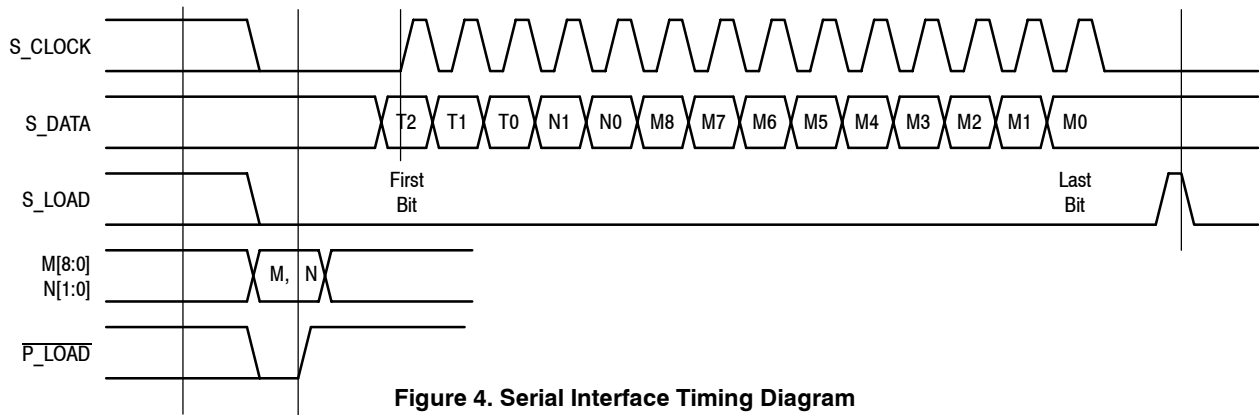 S_CLOCK
S_DATA
T2 T1 T0 N1 N0 M8 M7 M6 M5 M4 M3 M2 M1 M0
First
Bit
Last
Bit
S_LOAD
M[8:0]
N[1:0]
M, N
P_LOAD
Figure 4. Serial Interface Timing Diagram